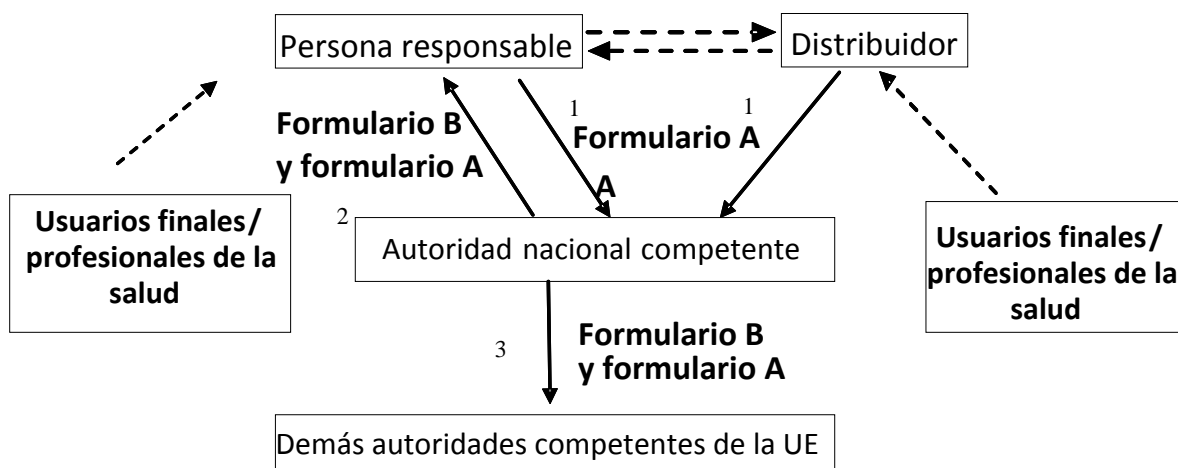 Persona responsable
Distribuidor
1
1
Formulario B
y formulario A
Formulario A
A
Usuarios finales/
profesionales de la
salud
2
Autoridad nacional competente
Usuarios finales/
profesionales de la
salud
3
Formulario B
y formulario A
Demás autoridades competentes de la UE